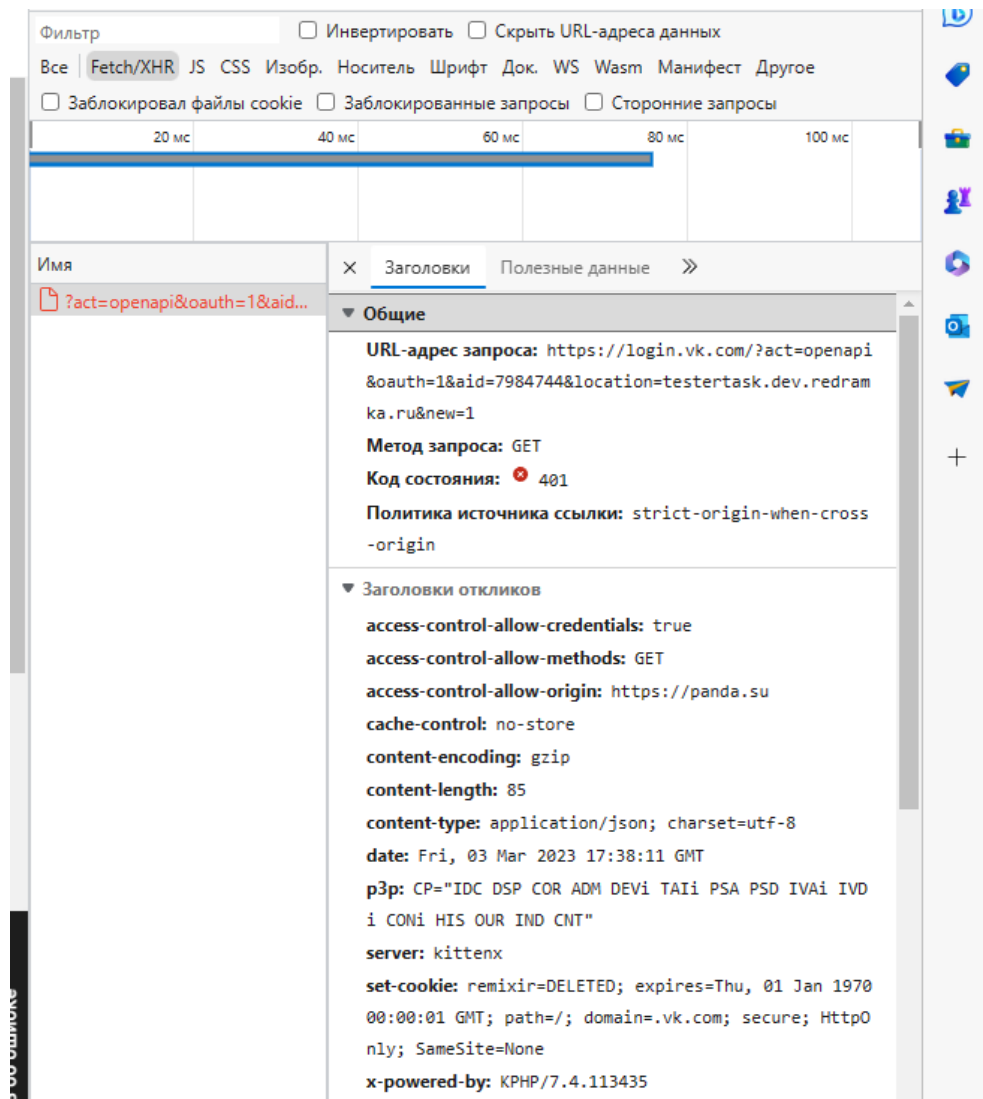 Фильтр Инвертировать Скрыть URL-адреса данных
Все Fetch/XHR JS CSS Изобр. Носитель Шрифт Док. WS Wasm Манифест Другое
Заблокировал файлы cookie Заблокированные запросы Сторонние запросы
20 мс 40 мс 60 мс 80 мс 100 мс
Имя
?act=openapi&oauth=1&aid...
Заголовки Полезные данные
Общие
URL-адрес запроса: https://login.vk.com/?act=openapi
&oauth=1&aid=7984744&location=testertask.dev.redram
ka.ru&new=1
Метод запроса: GET
Код состояния: 401
Политика источника ссылки: strict-origin-when-cross
-origin
Заголовки откликов
access-control-allow-credentials: true
access-control-allow-methods: GET
access-control-allow-origin: https://panda.su
cache-control: no-store
content-encoding: gzip
content-length: 85
content-type: application/json; charset=utf-8
date: Fri, 03 Mar 2023 17:38:11 GMT
p3p: CP="IDC DSP COR ADM DEVi TAIi PSA PSD IVAi IVD
i CONi HIS OUR IND CNT"
server: kittenx
set-cookie: remixir=DELETED; expires=Thu, 01 Jan 1970
00:00:01 GMT; path=/; domain=.vk.com; secure; HttpO
nly; SameSite=None
x-powered-by: KPHP/7.4.113435